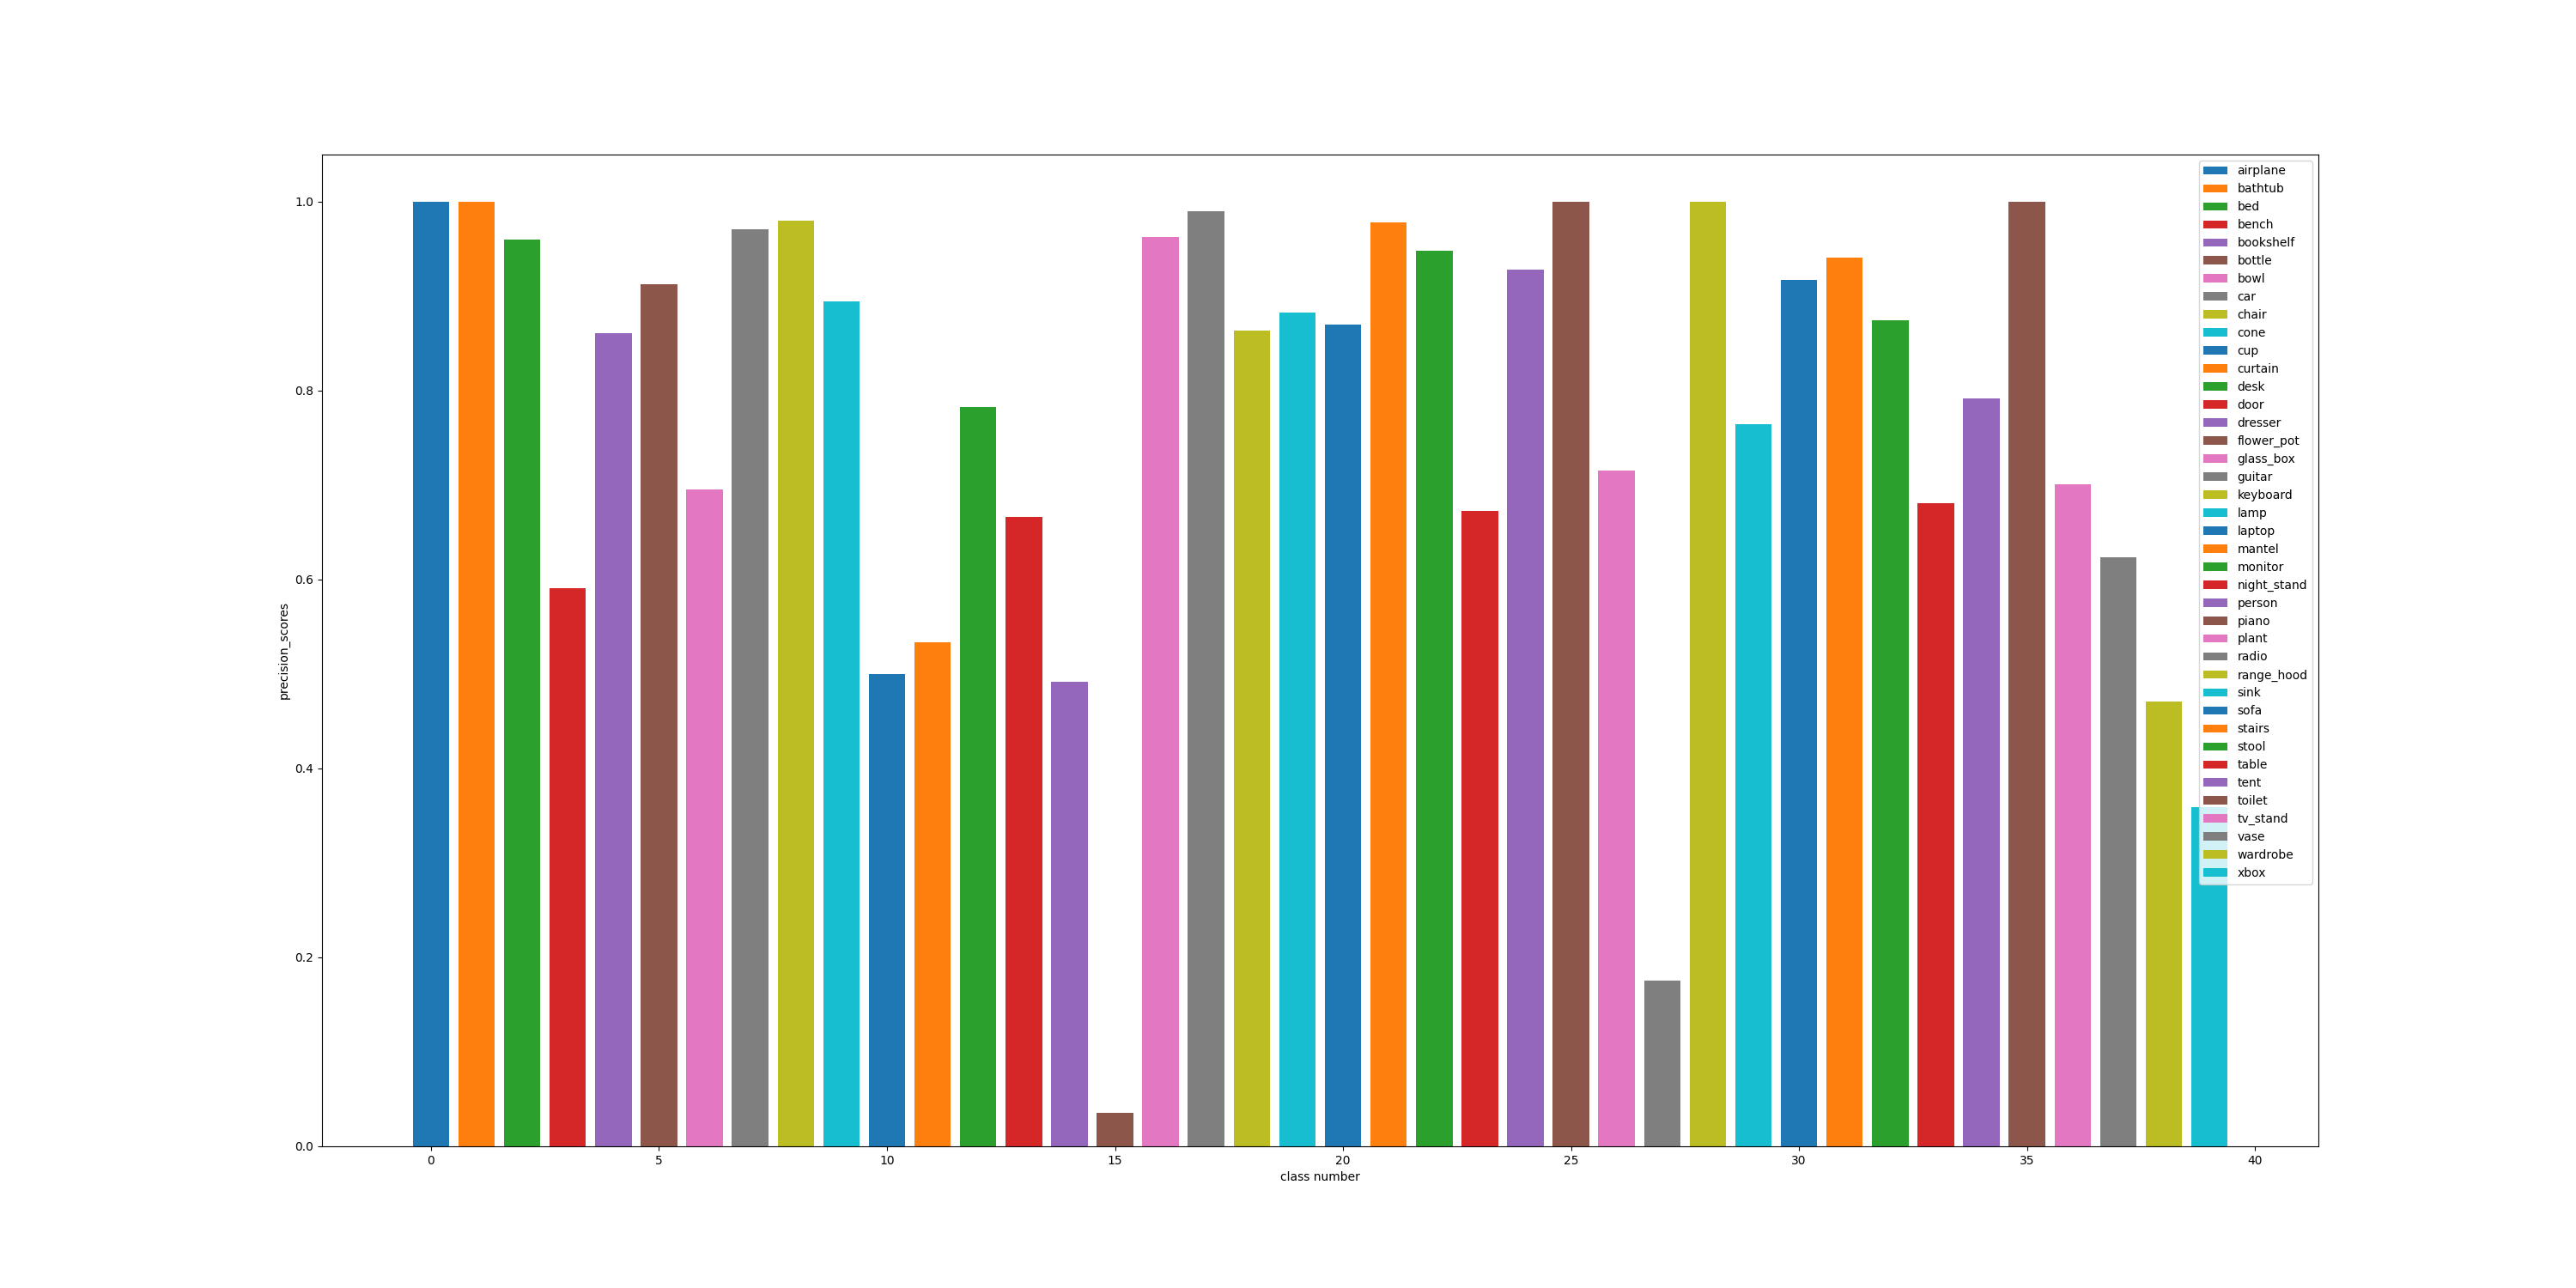 1.0
0.8
0.6
0.4
0.2
0.0
precision_scores
0 5 10 15 20 25 30 35 40
class number
airplane
bathtub
bed
bench
bookshelf
bottle
bowl
car
chair
cone
cup
curtain
desk
door
dresser
flower_pot
glass_box
guitar
keyboard
lamp
laptop
mantel
monitor
night_stand
person
piano
plant
radio
range_hood
sink
sofa
stairs
stool
table
tent
toilet
tv_stand
vase
wardrobe
xbox